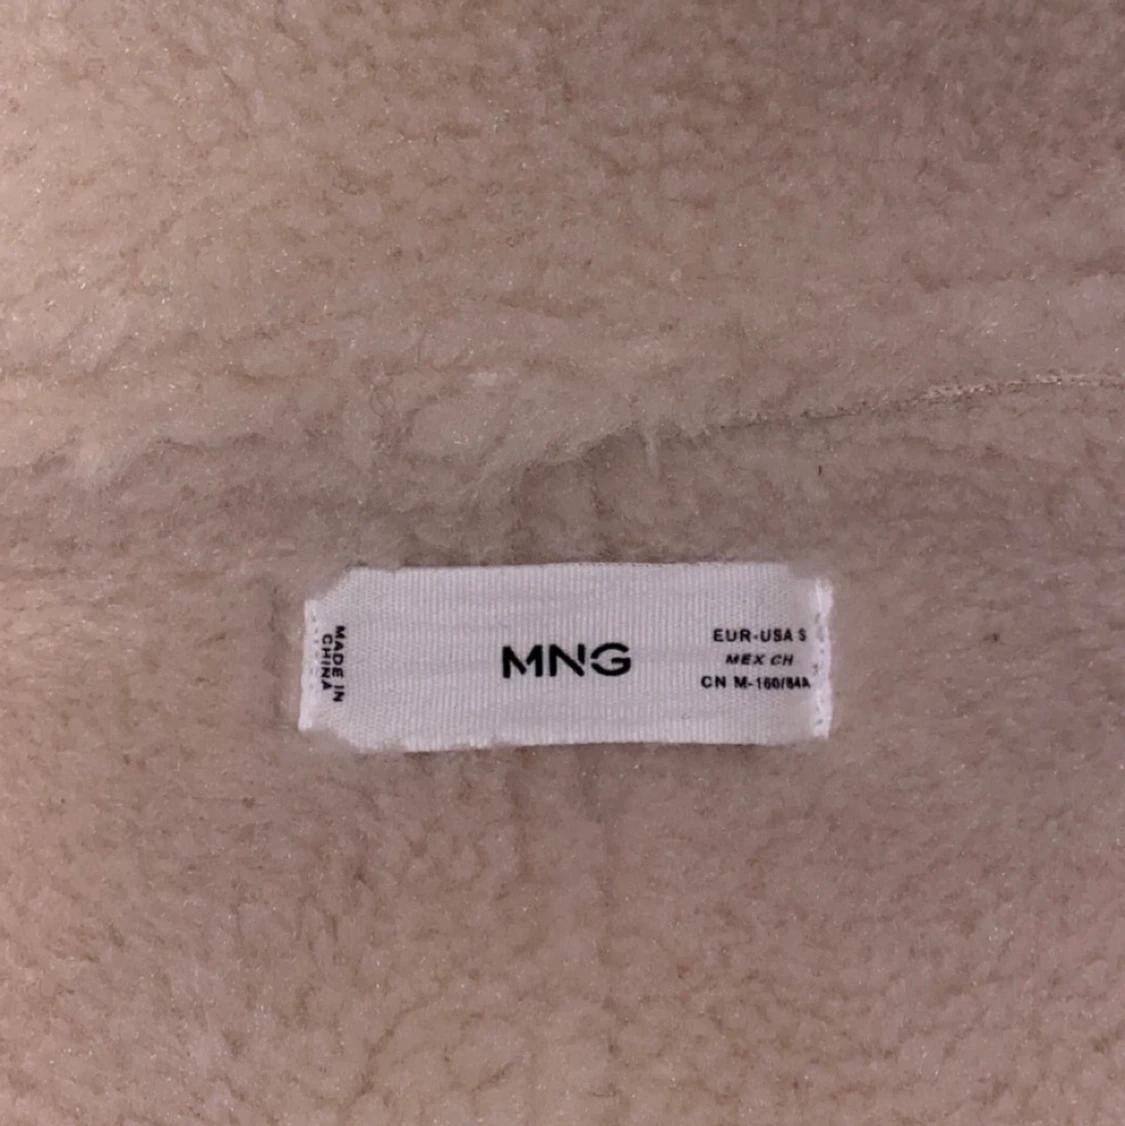 MADE IN
CHINA
MNG
EUR-USA S
MEX CH
CN M-160/84A